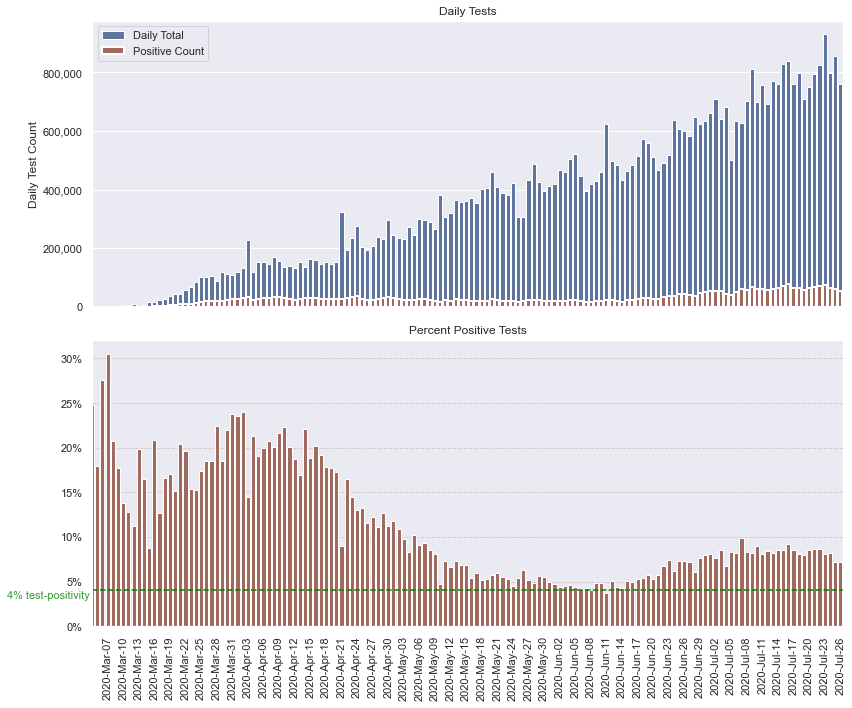 Daily Tests
Daily Total
Positive Count
Daily Test Count
800,000
600,000
400,000
200,000
0
Percent Positive Tests
30%
25%
20%
15%
10%
5%
4% test-positivity
0%
2020-Mar-07
2020-Mar-10
2020-Mar-13
2020-Mar-16
2020-Mar-19
2020-Mar-22
2020-Mar-25
2020-Mar-28
2020-Mar-31
2020-Apr-03
2020-Apr-06
2020-Apr-09
2020-Apr-12
2020-Apr-15
2020-Apr-18
2020-Apr-21
2020-Apr-24
2020-Apr-27
2020-Apr-30
2020-May-03
2020-May-06
2020-May-09
2020-May-12
2020-May-15
2020-May-18
2020-May-21
2020-May-24
2020-May-27
2020-May-30
2020-Jun-02
2020-Jun-05
2020-Jun-08
2020-Jun-11
2020-Jun-14
2020-Jun-17
2020-Jun-20
2020-Jun-23
2020-Jun-26
2020-Jun-29
2020-Jul-02
2020-Jul-05
2020-Jul-08
2020-Jul-11
2020-Jul-14
2020-Jul-17
2020-Jul-20
2020-Jul-23
2020-Jul-26